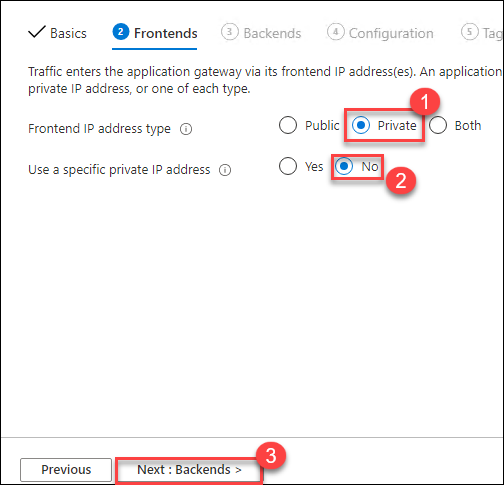 Basics 2 Frontends 3 Backends 4 Configuration 5 Tag
Traffic enters the application gateway via its frontend IP address(es). An application
private IP address, or one of each type.
1
Frontend IP address type Public Private Both
Use a specific private IP address Yes No
2
3
Previous Next : Backends >